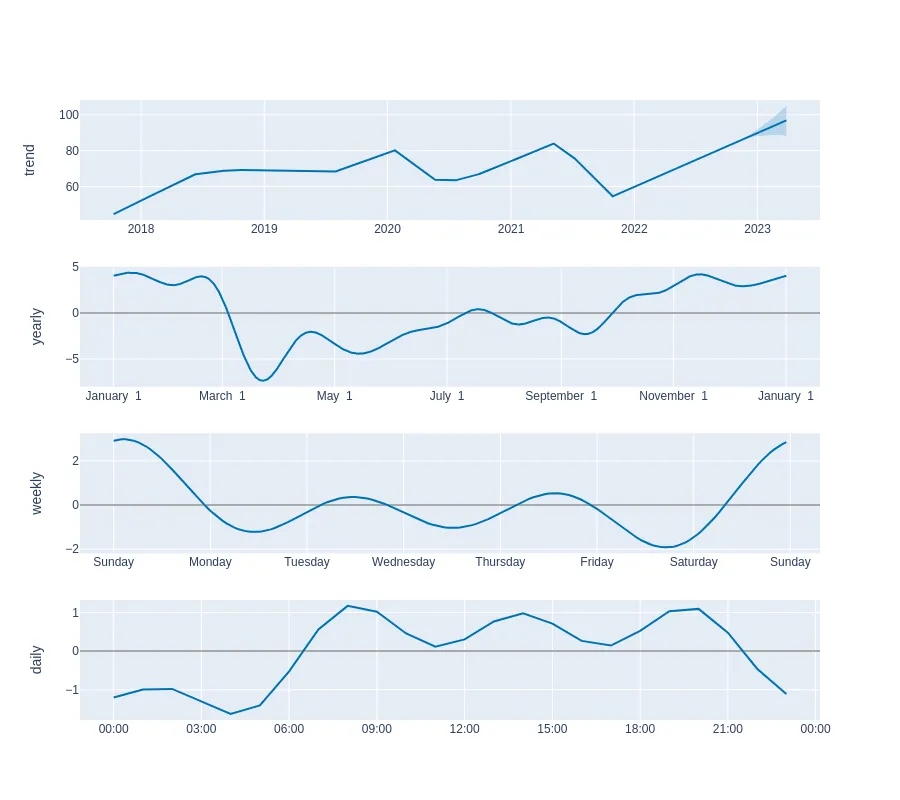 trend
100
80
60
2018 2019 2020 2021 2022 2023
yearly
5
0
−5
January 1 March 1 May 1 July 1 September 1 November 1 January 1
weekly
2
0
−2
Sunday Monday Tuesday Wednesday Thursday Friday Saturday Sunday
daily
1
0
−1
00:00 03:00 06:00 09:00 12:00 15:00 18:00 21:00 00:00